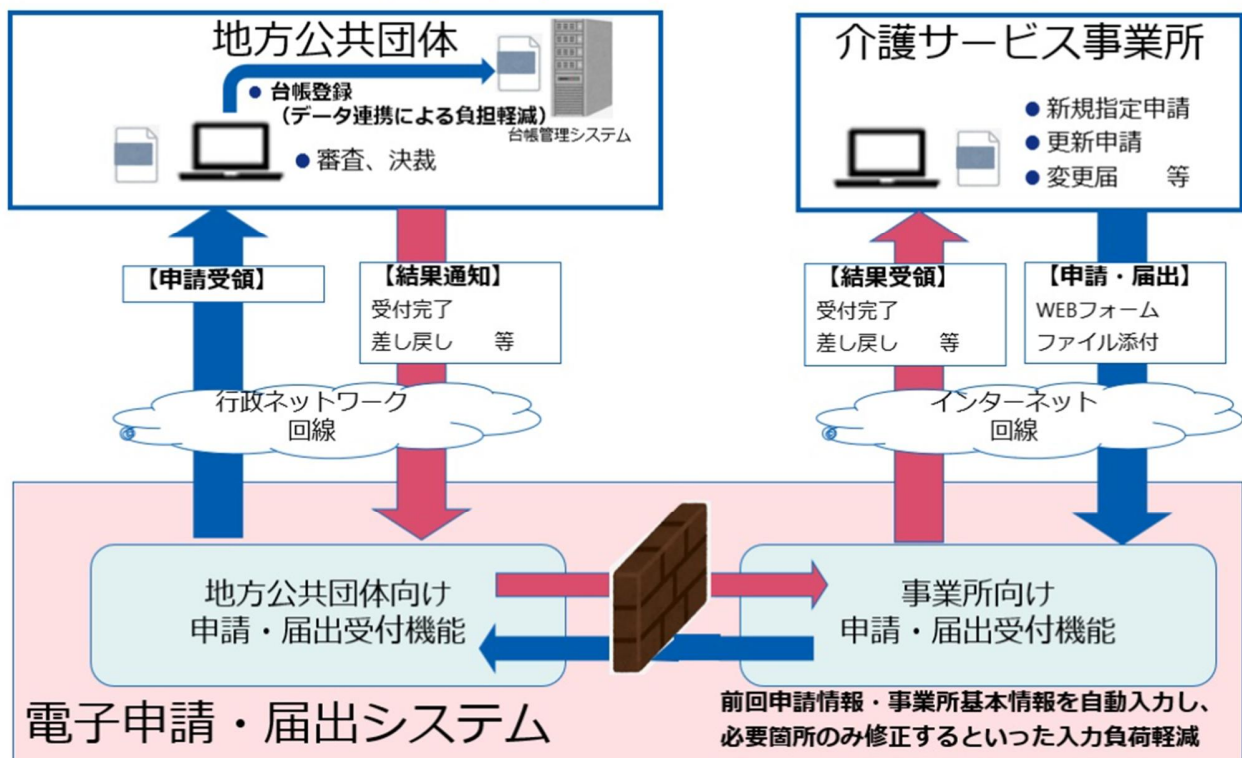 地方公共団体
● 台帳登録
（データ連携による負担軽減）
台帳管理システム
● 審査、決裁
介護サービス事業所
● 新規指定申請
● 更新申請
● 変更届　　等
【申請受領】
【結果通知】
受付完了
差し戻し　　等
【結果受領】
受付完了
差し戻し　　等
【申請・届出】
WEBフォーム
ファイル添付
行政ネットワーク
回線
インターネット
回線
地方公共団体向け
申請・届出受付機能
事業所向け
申請・届出受付機能
電子申請・届出システム
前回申請情報・事業所基本情報を自動入力し、
必要箇所のみ修正するといった入力負荷軽減